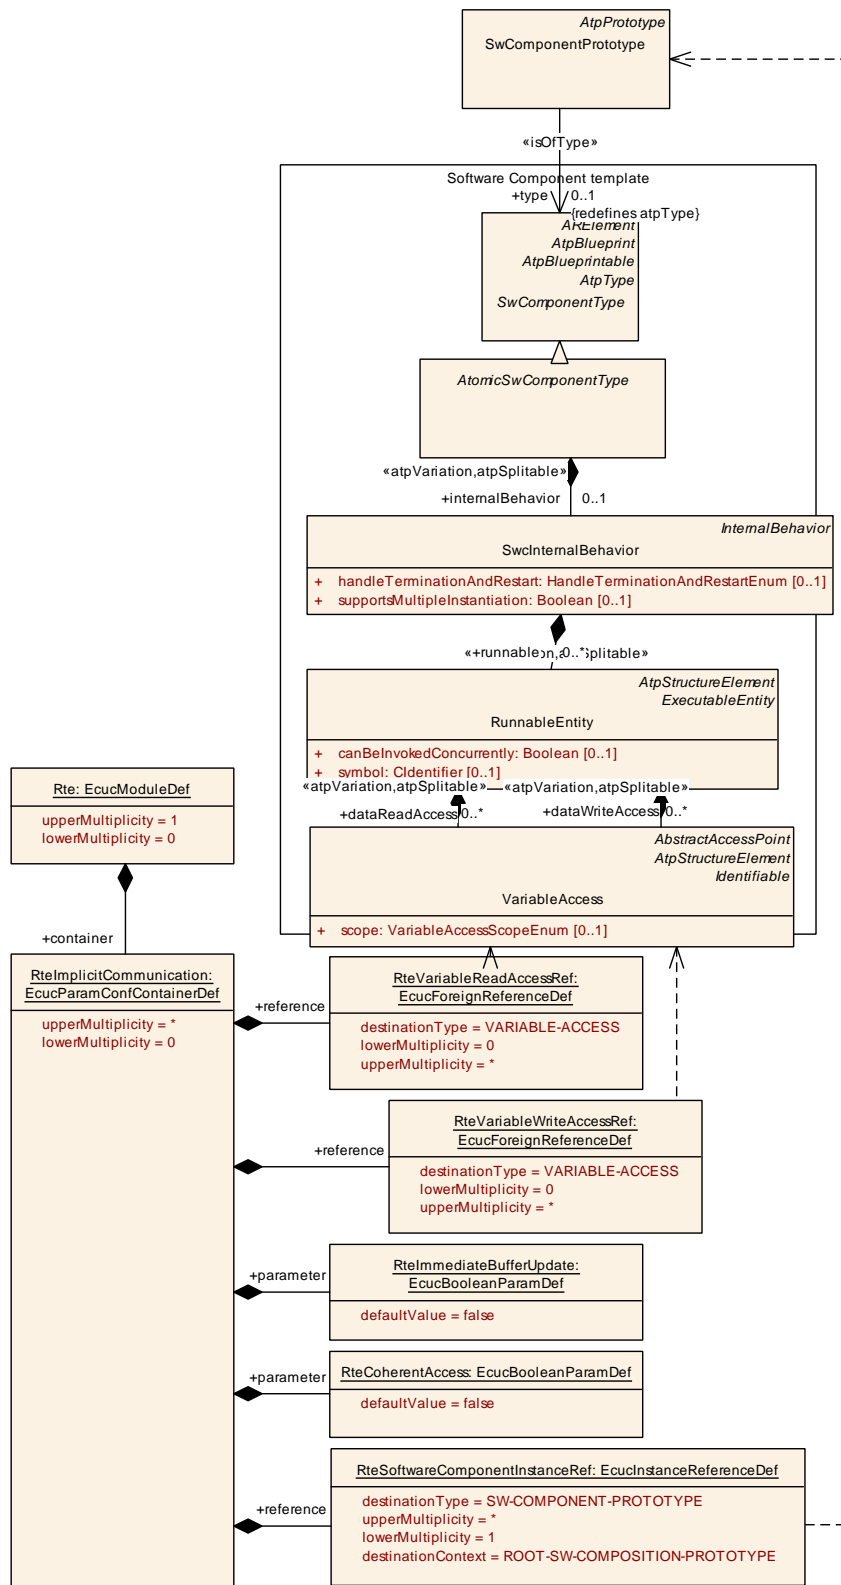 AtpPrototype
SwComponentPrototype
«isOfType»
Software Component template
+type 0..1
{redefines atpType}
ARElement
AtpBlueprint
AtpBlueprintable
AtpType
SwComponentType
AtomicSwComponentType
«atpVariation,atpSplitable»
+internalBehavior 0..1
InternalBehavior
SwcInternalBehavior
+ handleTerminationAndRestart: HandleTerminationAndRestartEnum [0..1]
+ supportsMultipleInstantiation: Boolean [0..1]
+runnable 0..*
AtpStructureElement
ExecutableEntity
RunnableEntity
+ canBeInvokedConcurrently: Boolean [0..1]
+ symbol: CIdentifier [0..1]
«atpVariation,atpSplitable» «atpVariation,atpSplitable»
+dataReadAccess 0..* +dataWriteAccess 0..*
AbstractAccessPoint
AtpStructureElement
Identifiable
VariableAccess
+ scope: VariableAccessScopeEnum [0..1]
Rte: EcucModuleDef
upperMultiplicity = 1
lowerMultiplicity = 0
+container
RteImplicitCommunication:
EcucParamConfContainerDef
upperMultiplicity = *
lowerMultiplicity = 0
+reference
RteVariableReadAccessRef:
EcucForeignReferenceDef
destinationType = VARIABLE-ACCESS
lowerMultiplicity = 0
upperMultiplicity = *
+reference
RteVariableWriteAccessRef:
EcucForeignReferenceDef
destinationType = VARIABLE-ACCESS
lowerMultiplicity = 0
upperMultiplicity = *
+parameter
RteImmediateBufferUpdate:
EcucBooleanParamDef
defaultValue = false
+parameter
RteCoherentAccess: EcucBooleanParamDef
defaultValue = false
+reference
RteSoftwareComponentInstanceRef: EcucInstanceReferenceDef
destinationType = SW-COMPONENT-PROTOTYPE
upperMultiplicity = *
lowerMultiplicity = 1
destinationContext = ROOT-SW-COMPOSITION-PROTOTYPE